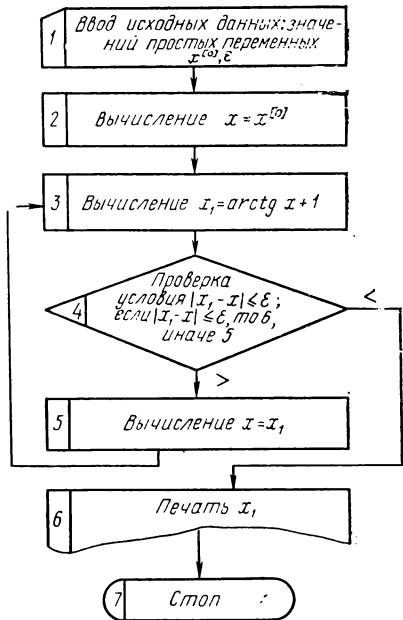 1 Ввод исходных данных: значе-
ний простых переменных
x^[0], ε
2 Вычисление x = x^[0]
3 Вычисление x₁ = arctg x + 1
Проверка
условия |x₁ - x| ≤ ε ;
4 если |x₁ - x| ≤ ε, то 6,
иначе 5
<
>
5 Вычисление x = x₁
6 Печать x₁
7 Стоп